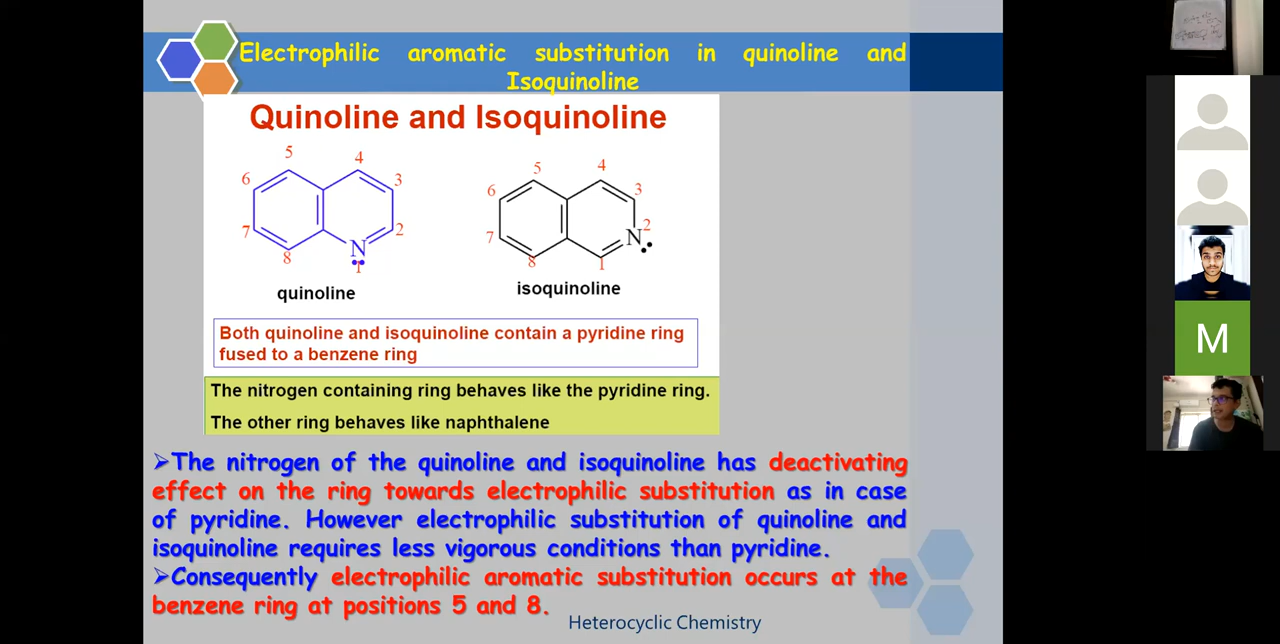 Electrophilic aromatic substitution in quinoline and
Isoquinoline
Quinoline and Isoquinoline
5 4
6 3
7 2
8 N
1
quinoline
5 4
6 3
7 N 2
8 1
isoquinoline
Both quinoline and isoquinoline contain a pyridine ring
fused to a benzene ring
The nitrogen containing ring behaves like the pyridine ring.
The other ring behaves like naphthalene
➢The nitrogen of the quinoline and isoquinoline has deactivating
effect on the ring towards electrophilic substitution as in case
of pyridine. However electrophilic substitution of quinoline and
isoquinoline requires less vigorous conditions than pyridine.
➢Consequently electrophilic aromatic substitution occurs at the
benzene ring at positions 5 and 8.
Heterocyclic Chemistry
M